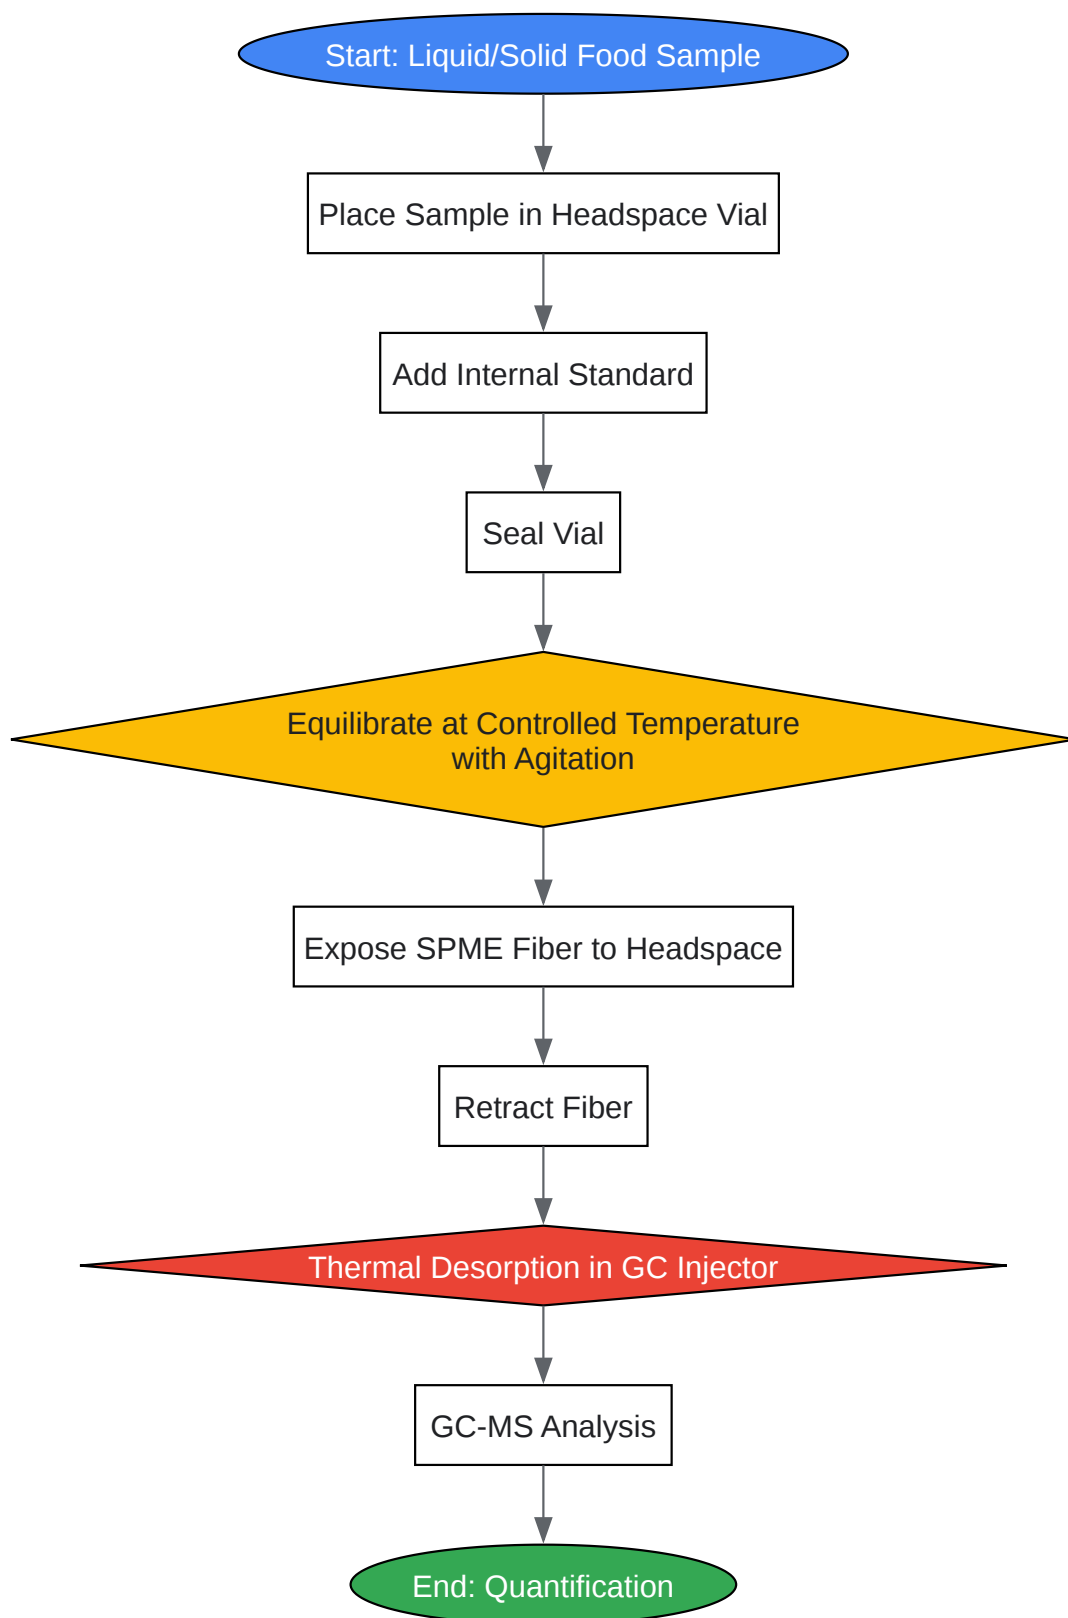 Start: Liquid/Solid Food Sample
Place Sample in Headspace Vial
Add Internal Standard
Seal Vial
Equilibrate at Controlled Temperature
with Agitation
Expose SPME Fiber to Headspace
Retract Fiber
Thermal Desorption in GC Injector
GC-MS Analysis
End: Quantification